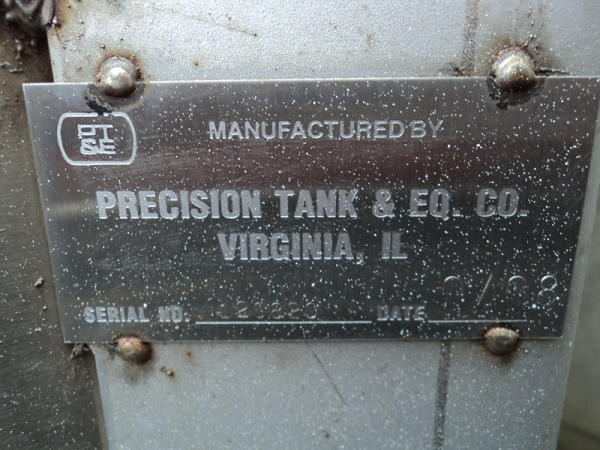 PT
&E
MANUFACTURED BY
PRECISION TANK & EQ. CO.
VIRGINIA, IL
SERIAL NO. DATE